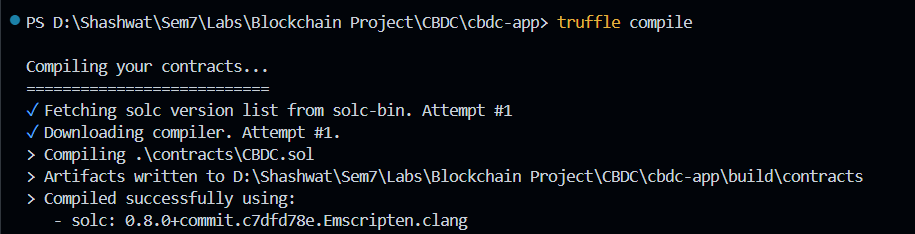 PS D:\Shashwat\Sem7\Labs\Blockchain Project\CBDC\cbdc-app> truffle compile
Compiling your contracts...
===========================
✓ Fetching solc version list from solc-bin. Attempt #1
✓ Downloading compiler. Attempt #1.
> Compiling .\contracts\CBDC.sol
> Artifacts written to D:\Shashwat\Sem7\Labs\Blockchain Project\CBDC\cbdc-app\build\contracts
> Compiled successfully using:
- solc: 0.8.0+commit.c7dfd78e.Emscripten.clang